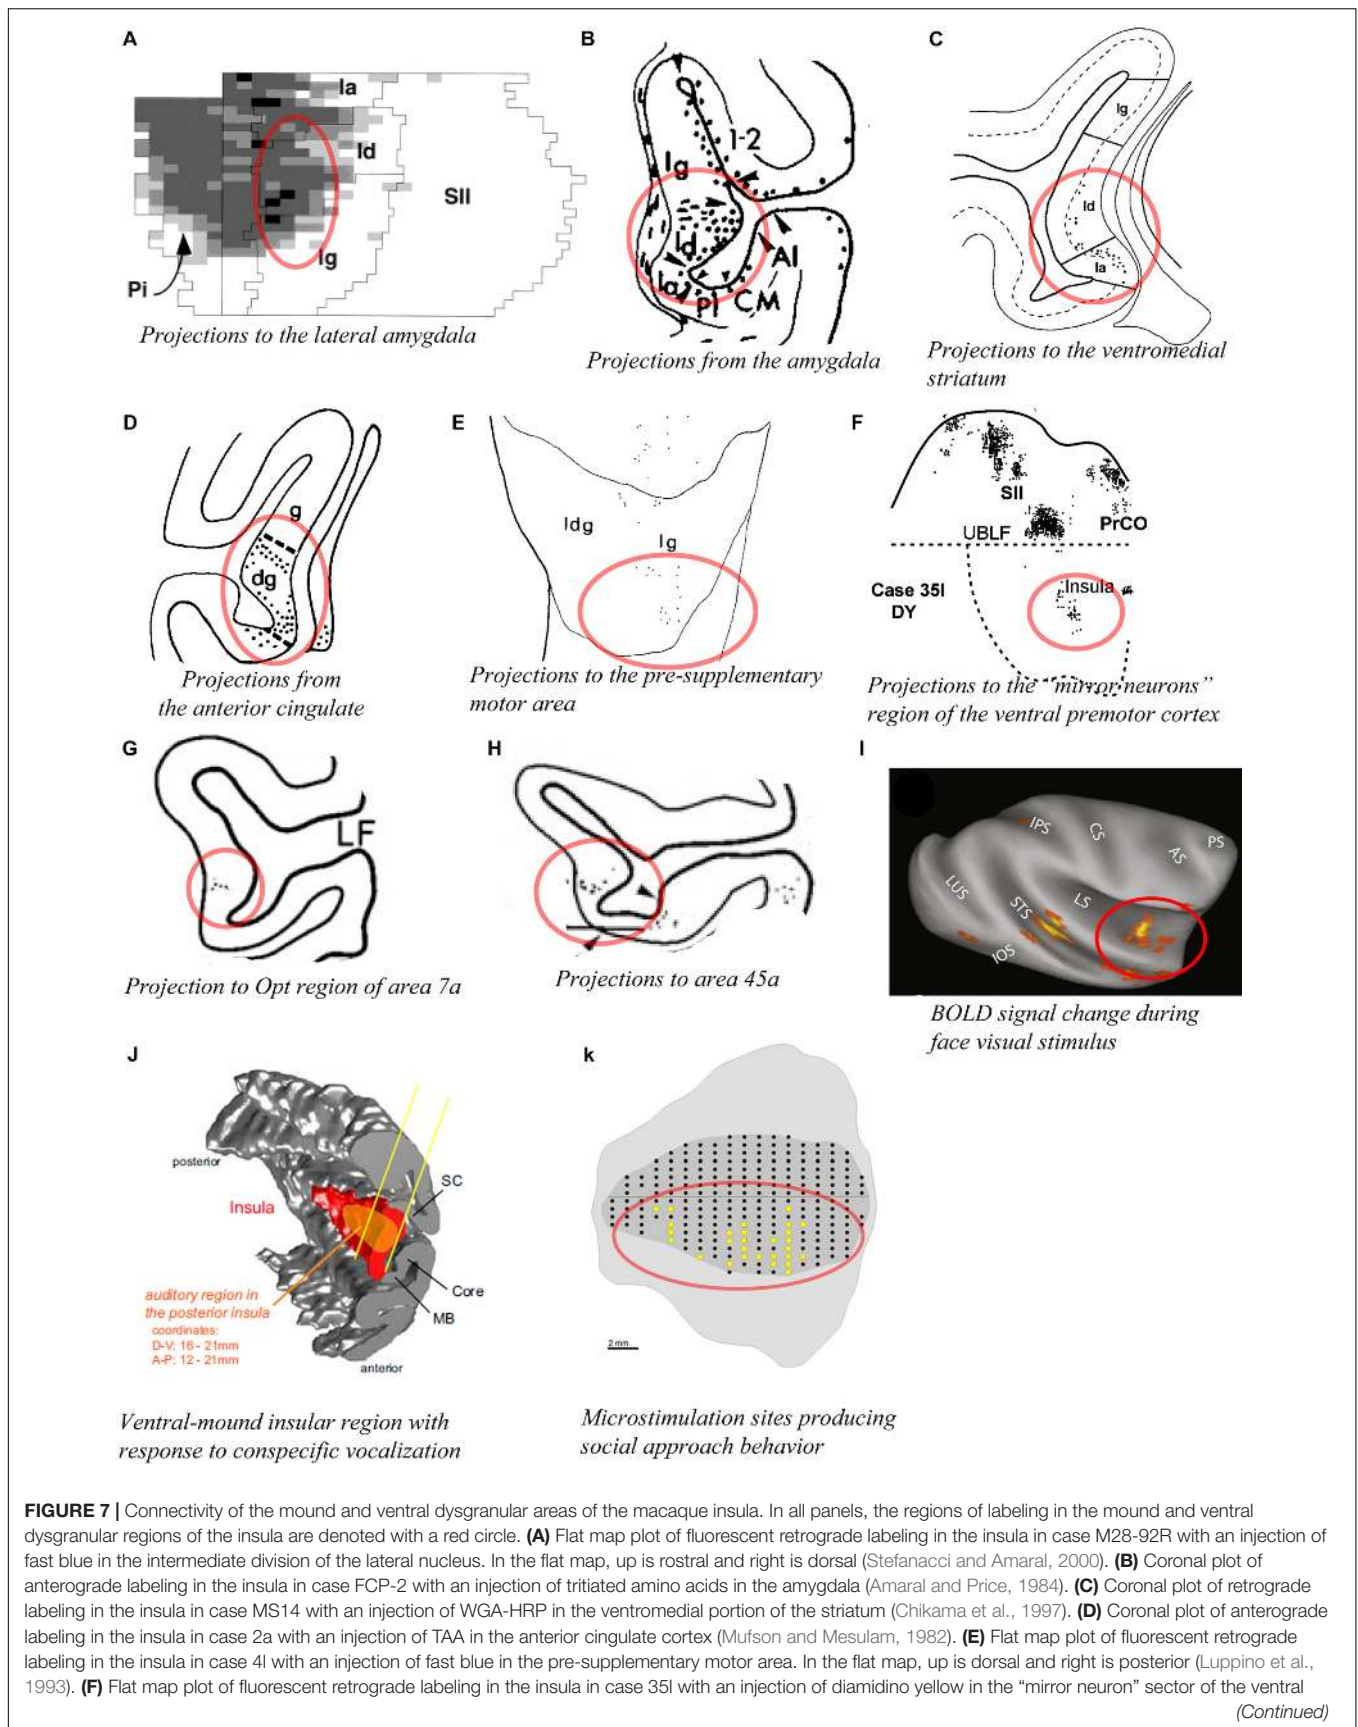 A
B
C
Ia
Id
SII
Ig
Pi
Projections to the lateral amygdala
1-2
Ig
Id
Ia
AI
pI
CM
Projections from the amygdala
Ig
Id
Ia
Projections to the ventromedial
striatum
D
E
F
g
dg
Projections from
the anterior cingulate
Idg
Ig
Projections to the pre-supplementary
motor area
SII
PrCO
UBLF
Case 35l
DY
Insula
Projections to the “mirror neurons”
region of the ventral premotor cortex
G
H
I
LF
Projection to Opt region of area 7a
Projections to area 45a
IPS
CS
AS
PS
LUS
STS
LS
IOS
BOLD signal change during
face visual stimulus
J
k
posterior
SC
Insula
Core
MB
auditory region in
the posterior insula
coordinates:
D-V: 16 - 21mm
A-P: 12 - 21mm
anterior
Ventral-mound insular region with
response to conspecific vocalization
2 mm
Microstimulation sites producing
social approach behavior
FIGURE 7 | Connectivity of the mound and ventral dysgranular areas of the macaque insula. In all panels, the regions of labeling in the mound and ventral
dysgranular regions of the insula are denoted with a red circle. (A) Flat map plot of fluorescent retrograde labeling in the insula in case M28-92R with an injection of
fast blue in the intermediate division of the lateral nucleus. In the flat map, up is rostral and right is dorsal (Stefanacci and Amaral, 2000). (B) Coronal plot of
anterograde labeling in the insula in case FCP-2 with an injection of tritiated amino acids in the amygdala (Amaral and Price, 1984). (C) Coronal plot of retrograde
labeling in the insula in case MS14 with an injection of WGA-HRP in the ventromedial portion of the striatum (Chikama et al., 1997). (D) Coronal plot of anterograde
labeling in the insula in case 2a with an injection of TAA in the anterior cingulate cortex (Mufson and Mesulam, 1982). (E) Flat map plot of fluorescent retrograde
labeling in the insula in case 4l with an injection of fast blue in the pre-supplementary motor area. In the flat map, up is dorsal and right is posterior (Luppino et al.,
1993). (F) Flat map plot of fluorescent retrograde labeling in the insula in case 35l with an injection of diamidino yellow in the “mirror neuron” sector of the ventral
(Continued)